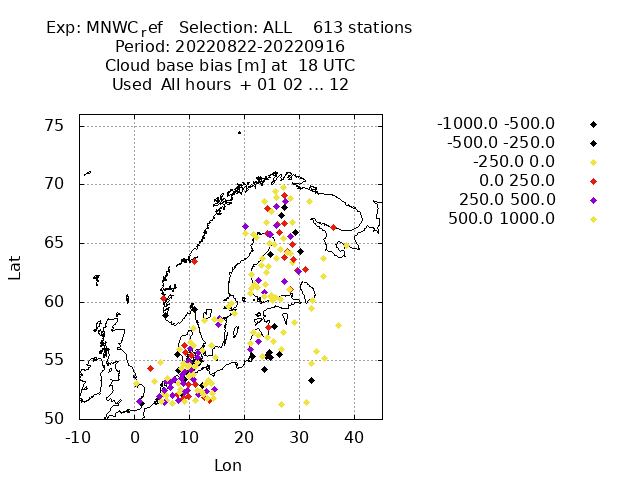 Exp: MNWC_ref   Selection: ALL    613 stations
Period: 20220822-20220916
Cloud base bias [m] at  18 UTC
Used  All hours  + 01 02 ... 12
-1000.0 -500.0
-500.0 -250.0
-250.0 0.0
0.0 250.0
250.0 500.0
500.0 1000.0
75
70
65
60
55
50
Lat
-10 0 10 20 30 40
Lon